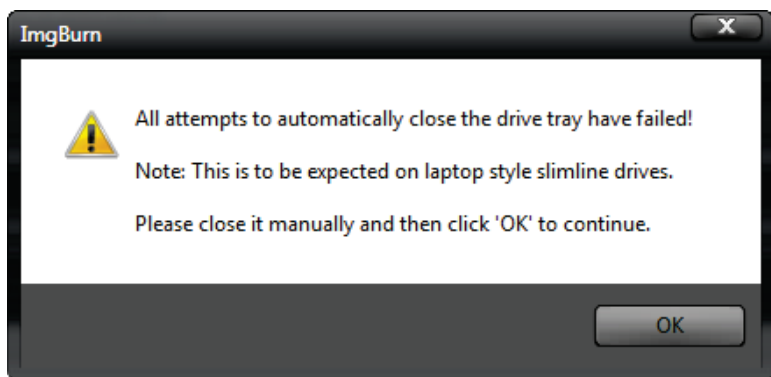 ImgBurn
All attempts to automatically close the drive tray have failed!
Note: This is to be expected on laptop style slimline drives.
Please close it manually and then click 'OK' to continue.
OK